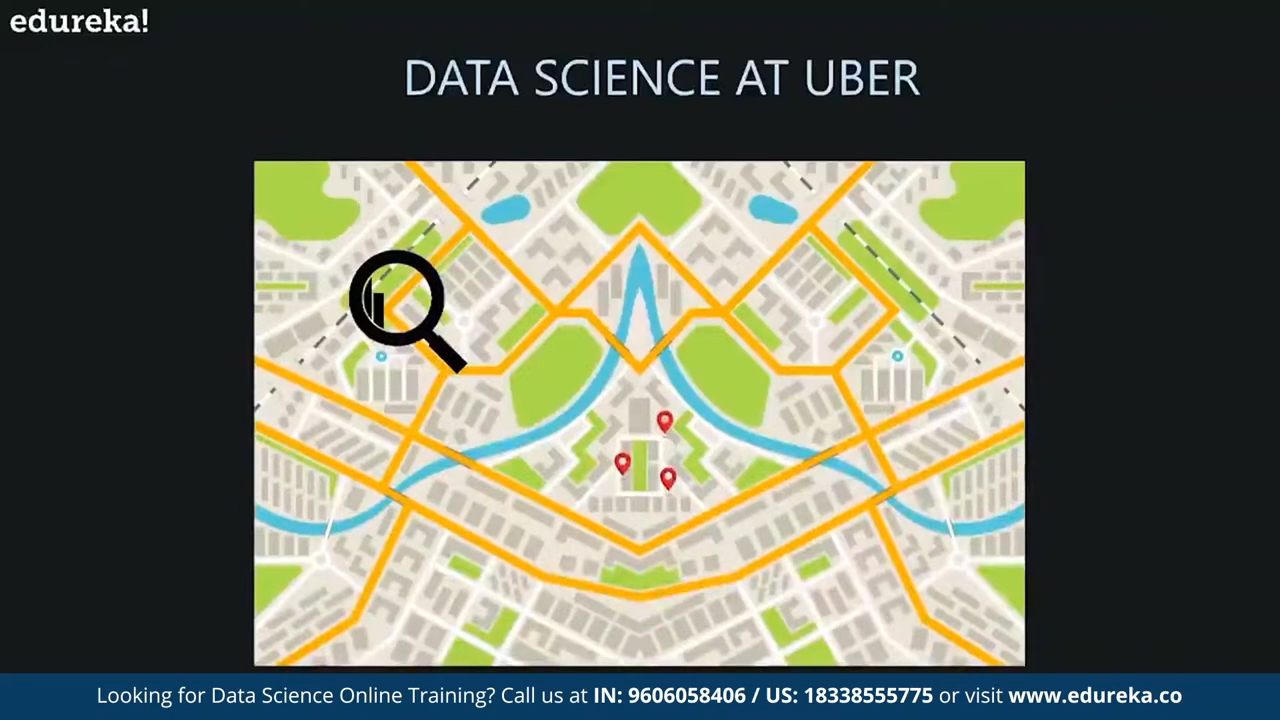 edureka!
DATA SCIENCE AT UBER
Looking for Data Science Online Training? Call us at IN: 9606058406 / US: 18338555775 or visit www.edureka.co